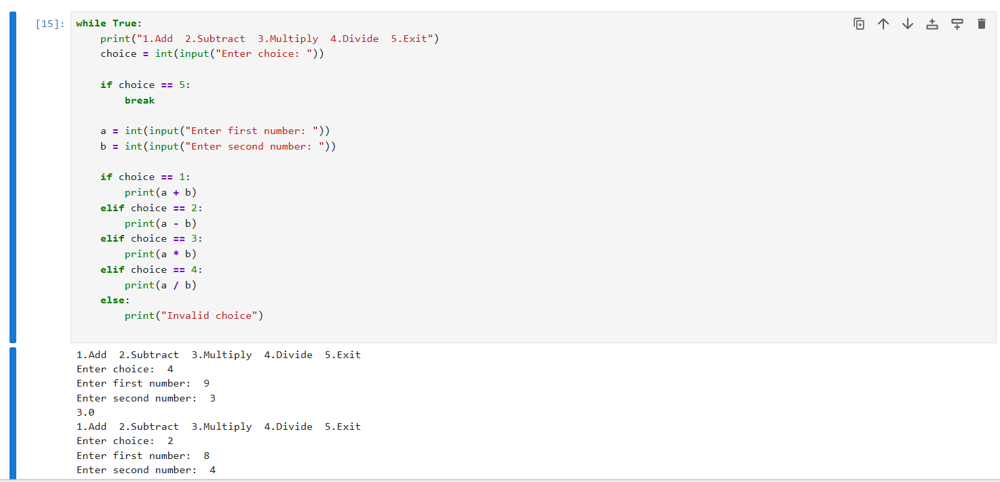 [15]:
while True:
    print("1.Add  2.Subtract  3.Multiply  4.Divide  5.Exit")
    choice = int(input("Enter choice: "))
    if choice == 5:
        break
    a = int(input("Enter first number: "))
    b = int(input("Enter second number: "))
    if choice == 1:
        print(a + b)
    elif choice == 2:
        print(a - b)
    elif choice == 3:
        print(a * b)
    elif choice == 4:
        print(a / b)
    else:
        print("Invalid choice")
1.Add  2.Subtract  3.Multiply  4.Divide  5.Exit
Enter choice:  4
Enter first number:  9
Enter second number:  3
3.0
1.Add  2.Subtract  3.Multiply  4.Divide  5.Exit
Enter choice:  2
Enter first number:  8
Enter second number:  4